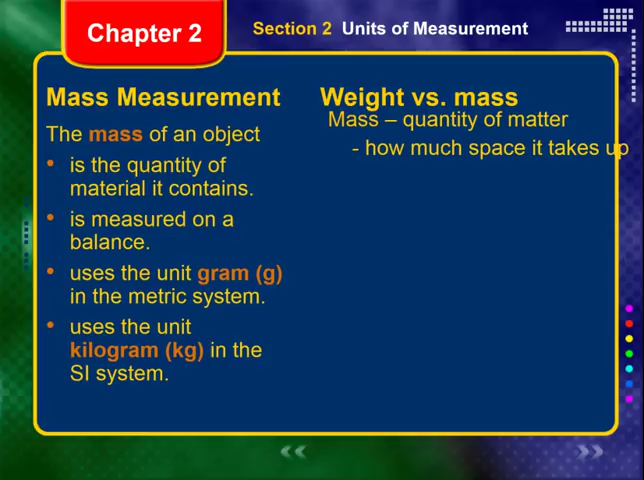 Chapter 2
Section 2 Units of Measurement
Mass Measurement
The mass of an object
• is the quantity of
material it contains.
• is measured on a
balance.
• uses the unit gram (g)
in the metric system.
• uses the unit
kilogram (kg) in the
SI system.
Weight vs. mass
Mass – quantity of matter
- how much space it takes up